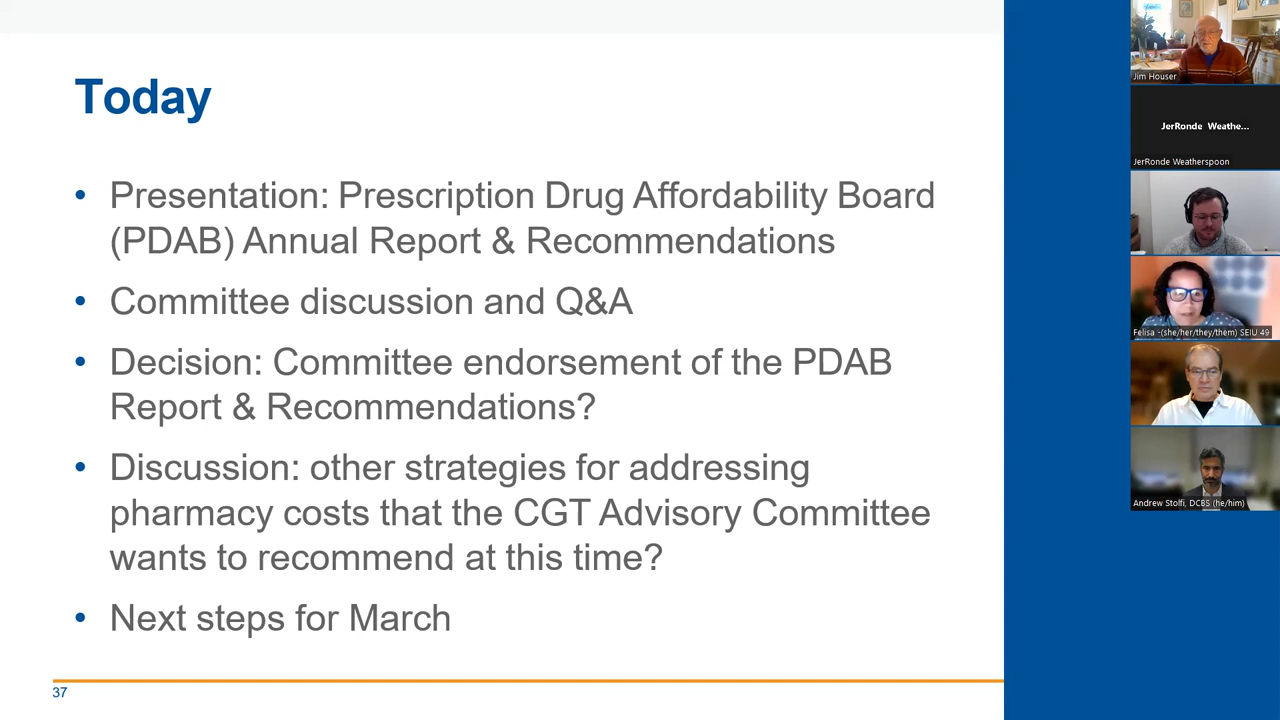 Today
• Presentation: Prescription Drug Affordability Board
(PDAB) Annual Report & Recommendations
• Committee discussion and Q&A
• Decision: Committee endorsement of the PDAB
Report & Recommendations?
• Discussion: other strategies for addressing
pharmacy costs that the CGT Advisory Committee
wants to recommend at this time?
• Next steps for March
37
Jim Houser
JerRonde Weathe...
JerRonde Weatherspoon
Felisa -(she/her/they/them) SEIU 49
Andrew Stolfi, DCBS (he/him)